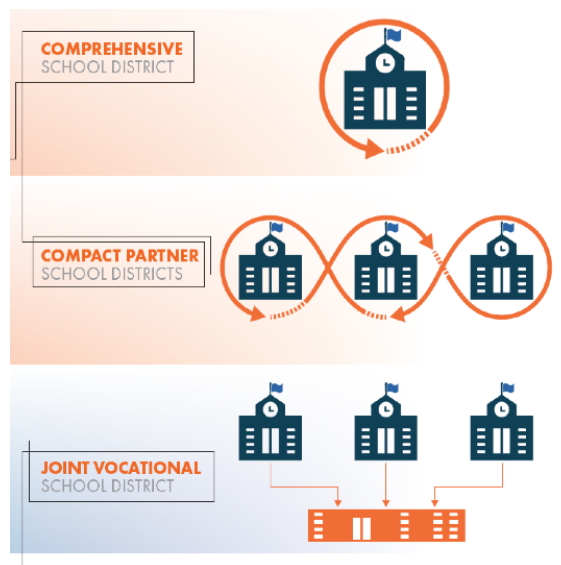 COMPREHENSIVE
SCHOOL DISTRICT
COMPACT PARTNER
SCHOOL DISTRICTS
JOINT VOCATIONAL
SCHOOL DISTRICT